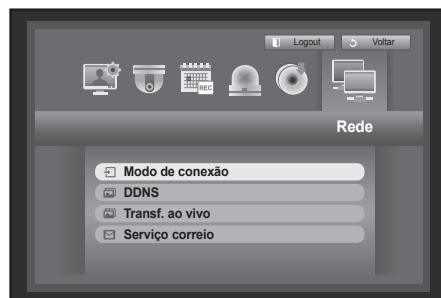 Logout Voltar
REC
Rede
Modo de conexão
DDNS
Transf. ao vivo
Serviço correio